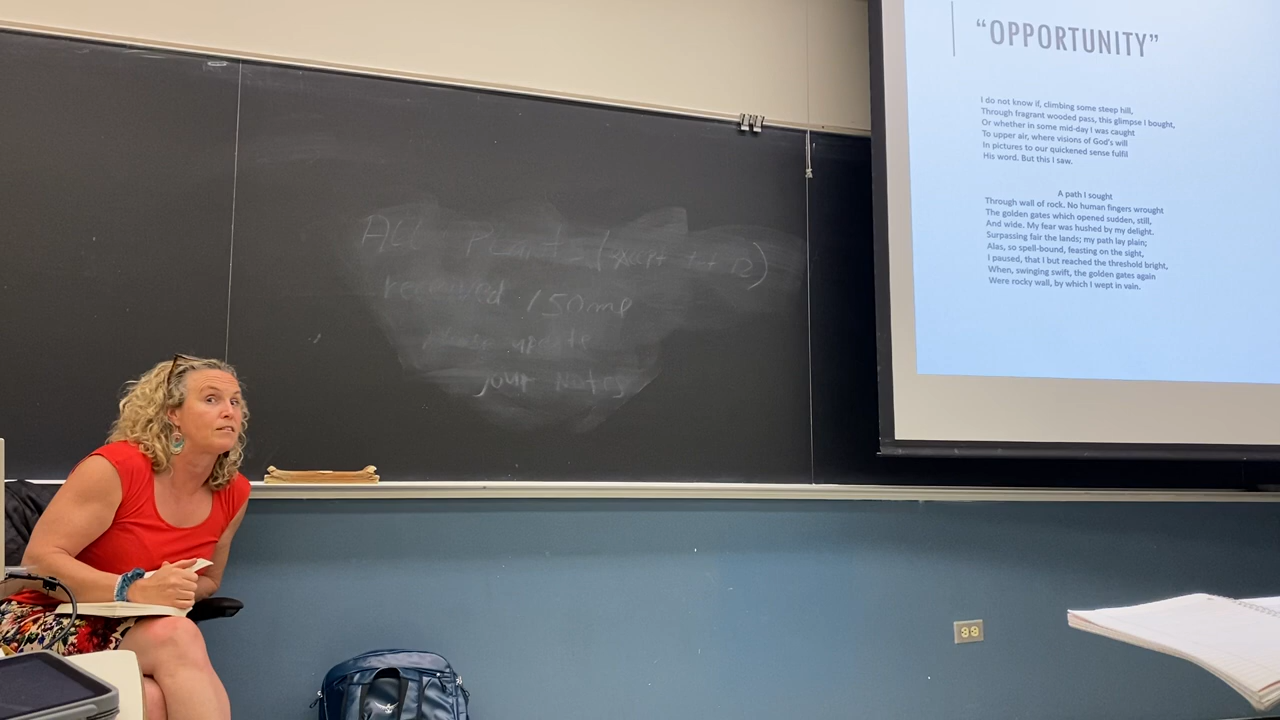 All Plants (
/ 50 mp
please update
your notes
“OPPORTUNITY”
I do not know if, climbing some steep hill,
Through fragrant wooded pass, this glimpse I bought,
Or whether in some mid-day I was caught
To upper air, where visions of God's will
In pictures to our quickened sense fulfil
His word. But this I saw.
A path I sought
Through wall of rock. No human fingers wrought
The golden gates which opened sudden, still,
And wide. My fear was hushed by my delight.
Surpassing fair the lands; my path lay plain;
Alas, so spell-bound, feasting on the sight,
I paused, that I but reached the threshold bright,
When, swinging swift, the golden gates again
Were rocky wall, by which I wept in vain.